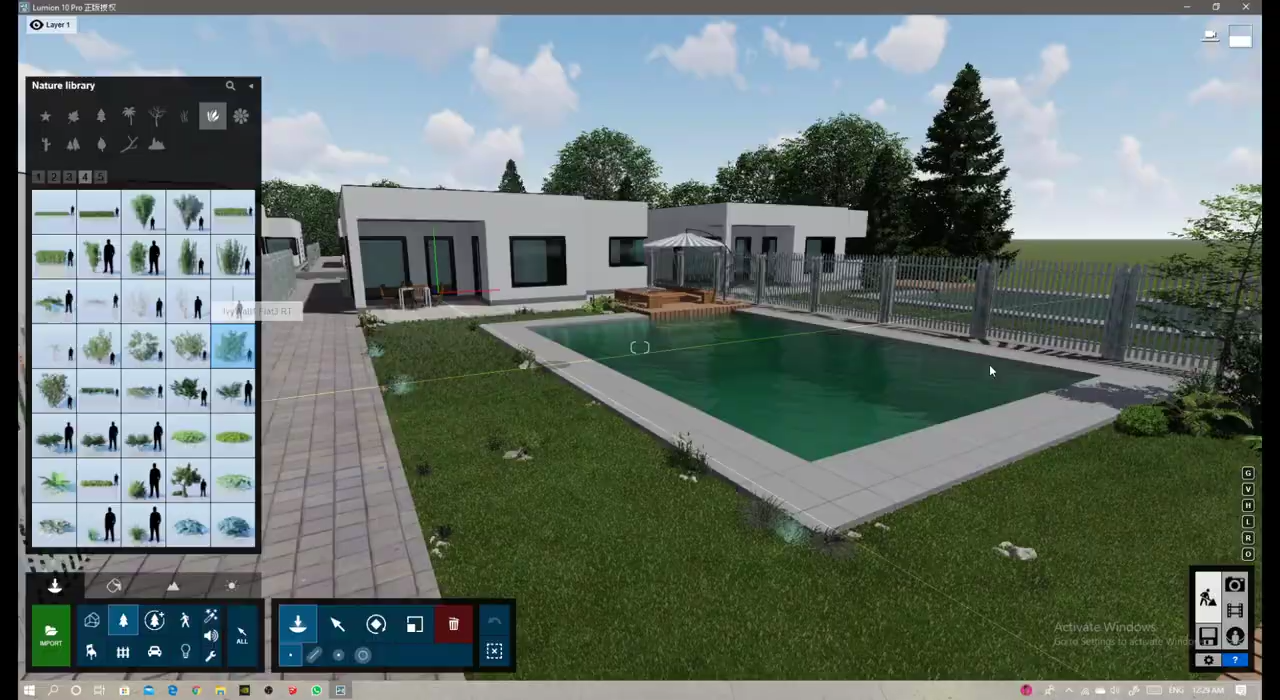 Lumion 10 Pro 正版授权
Layer 1
Nature library
1 2 3 4 5
G
V
H
L
R
O
IMPORT
ALL
Activate Windows
Go to Settings to activate Windows
?
ENG